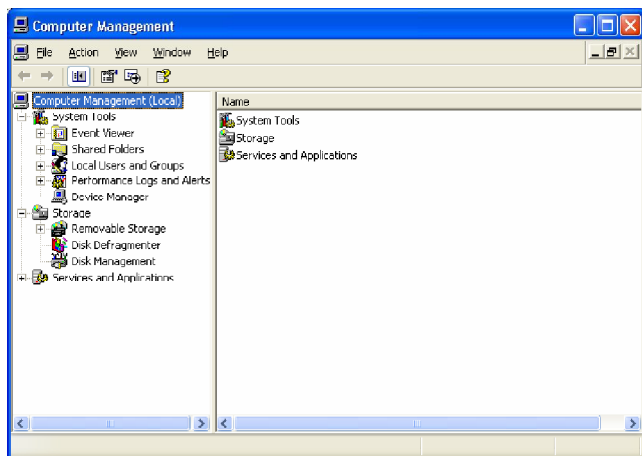 Computer Management
File Action View Window Help
Computer Management (Local)
System Tools
Event Viewer
Shared Folders
Local Users and Groups
Performance Logs and Alerts
Device Manager
Storage
Removable Storage
Disk Defragmenter
Disk Management
Services and Applications
Name
System Tools
Storage
Services and Applications